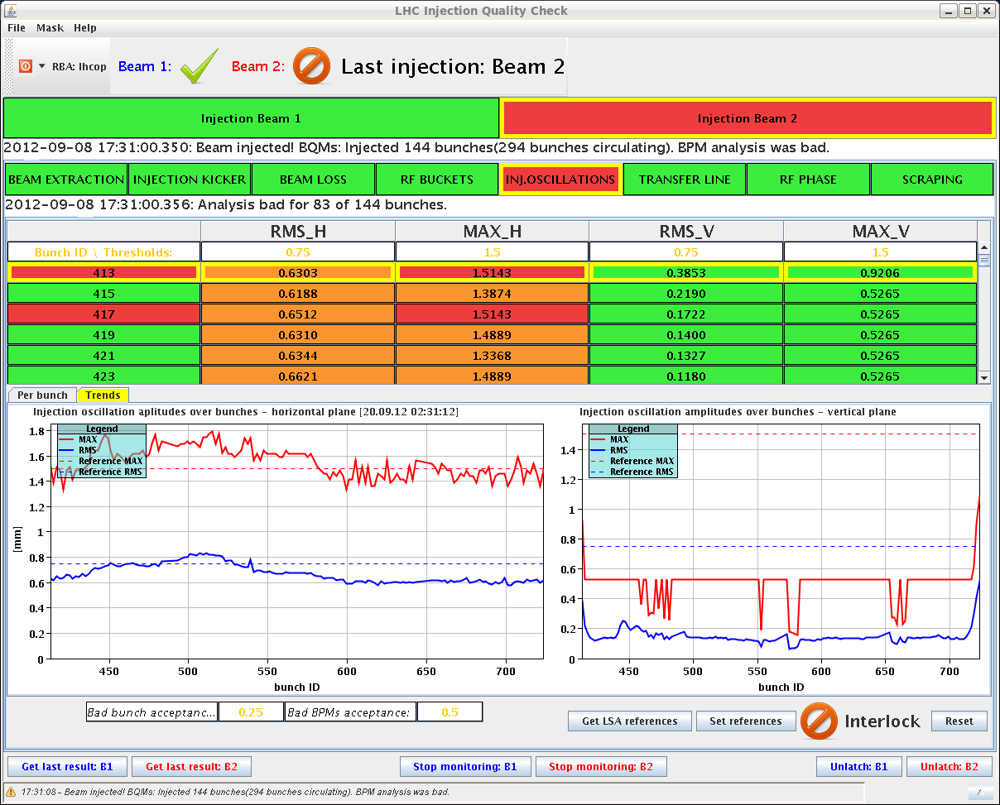 LHC Injection Quality Check
File Mask Help
RBA: lhcop Beam 1: Beam 2: Last injection: Beam 2
Injection Beam 1 Injection Beam 2
2012-09-08 17:31:00.350: Beam injected! BQMs: Injected 144 bunches(294 bunches circulating). BPM analysis was bad.
BEAM EXTRACTION INJECTION KICKER BEAM LOSS RF BUCKETS INJ.OSCILLATIONS TRANSFER LINE RF PHASE SCRAPING
2012-09-08 17:31:00.356: Analysis bad for 83 of 144 bunches.
RMS_H MAX_H RMS_V MAX_V
Bunch ID \ Thresholds: 0.75 1.5 0.75 1.5
413 0.6303 1.5143 0.3853 0.9206
415 0.6188 1.3874 0.2190 0.5265
417 0.6512 1.5143 0.1722 0.5265
419 0.6310 1.4889 0.1400 0.5265
421 0.6344 1.3368 0.1327 0.5265
423 0.6621 1.4889 0.1180 0.5265
Per bunch Trends
Injection oscillation aplitudes over bunches - horizontal plane [20.09.12 02:31:12]
Legend
MAX
RMS
Reference MAX
Reference RMS
1.8
1.6
1.4
1.2
1
0.8
0.6
0.4
0.2
0
[mm]
450 500 550 600 650 700
bunch ID
Injection oscillation amplitudes over bunches - vertical plane
Legend
MAX
RMS
Reference MAX
Reference RMS
1.4
1.2
1
0.8
0.6
0.4
0.2
0
450 500 550 600 650 700
bunch ID
Bad bunch acceptanc... 0.25 Bad BPMs acceptance: 0.5
Get LSA references Set references Interlock Reset
Get last result: B1 Get last result: B2 Stop monitoring: B1 Stop monitoring: B2 Unlatch: B1 Unlatch: B2
17:31:08 - Beam injected! BQMs: Injected 144 bunches(294 bunches circulating). BPM analysis was bad.